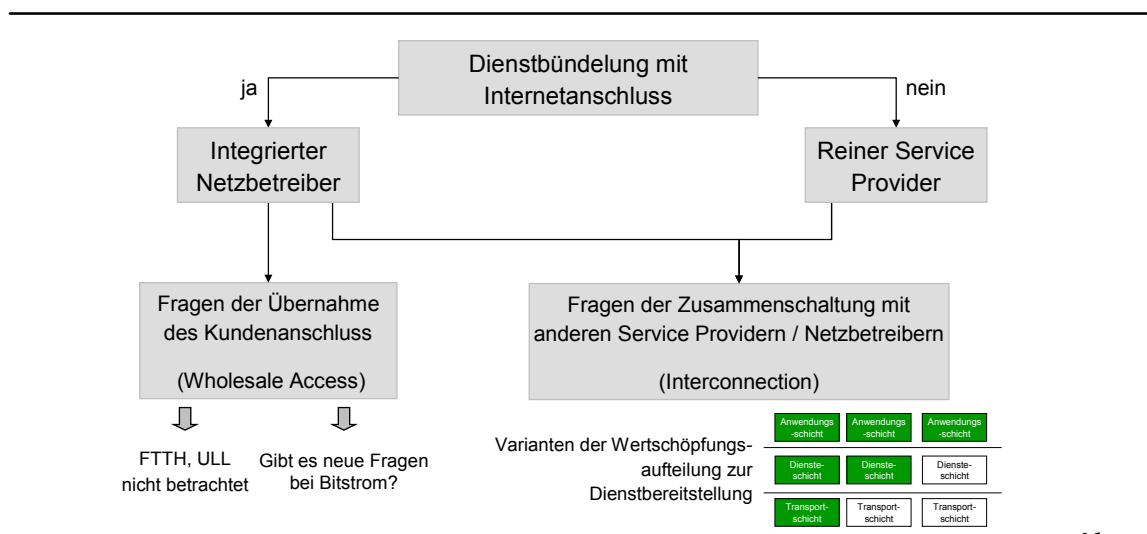 Dienstbündelung mit
Internetanschluss
ja
nein
Integrierter
Netzbetreiber
Reiner Service
Provider
Fragen der Übernahme
des Kundenanschluss
(Wholesale Access)
Fragen der Zusammenschaltung mit
anderen Service Providern / Netzbetreibern
(Interconnection)
FTTH, ULL
nicht betrachtet
Gibt es neue Fragen
bei Bitstrom?
Varianten der Wertschöpfungs-
aufteilung zur
Dienstbereitstellung
Anwendungs
-schicht
Anwendungs
-schicht
Anwendungs
-schicht
Dienste-
schicht
Dienste-
schicht
Dienste-
schicht
Transport-
schicht
Transport-
schicht
Transport-
schicht